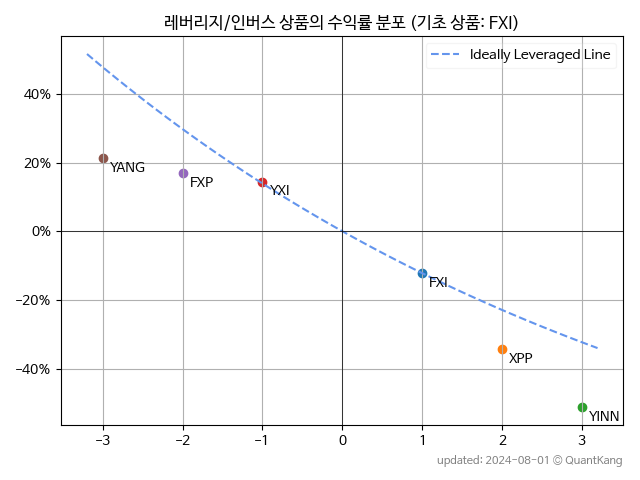 레버리지/인버스 상품의 수익률 분포 (기초 상품: FXI)
Ideally Leveraged Line
40%
20%
0%
−20%
−40%
YANG
FXP
YXI
FXI
XPP
YINN
−3
−2
−1
0
1
2
3
updated: 2024-08-01 © QuantKang